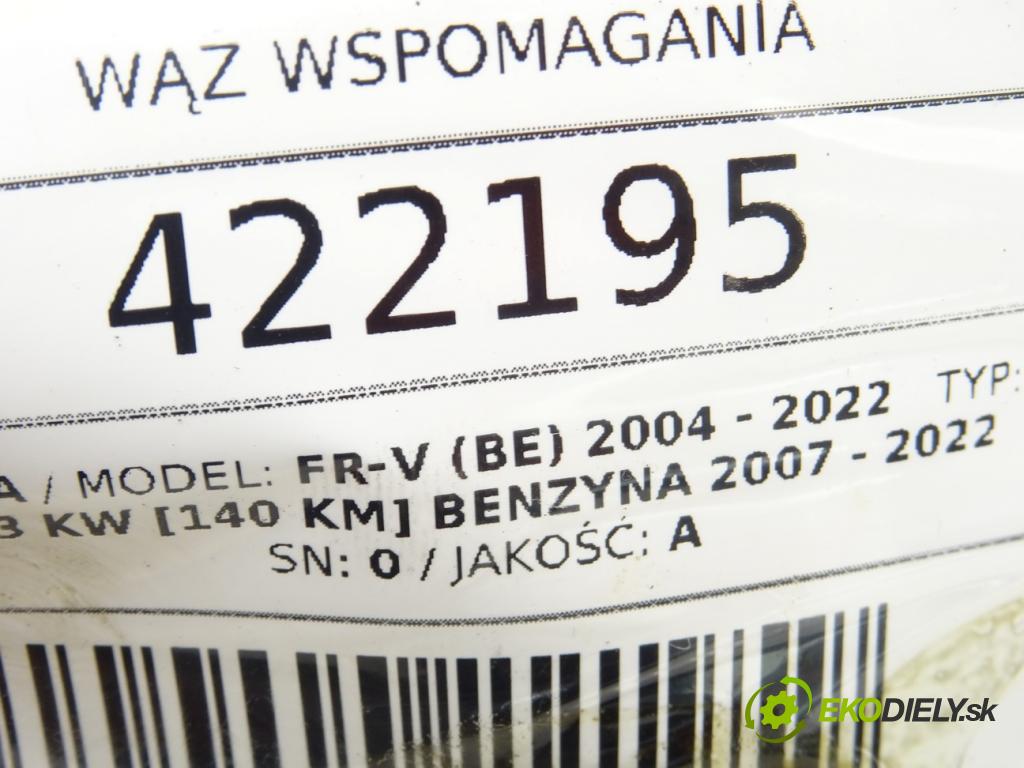 WĄZ WSPOMAGANIA
422195
A / MODEL: FR-V (BE) 2004 - 2022 TYP:
3 KW [140 KM] BENZYNA 2007 - 2022
SN: 0 / JAKOŚĆ: A
EKODIELY.sk